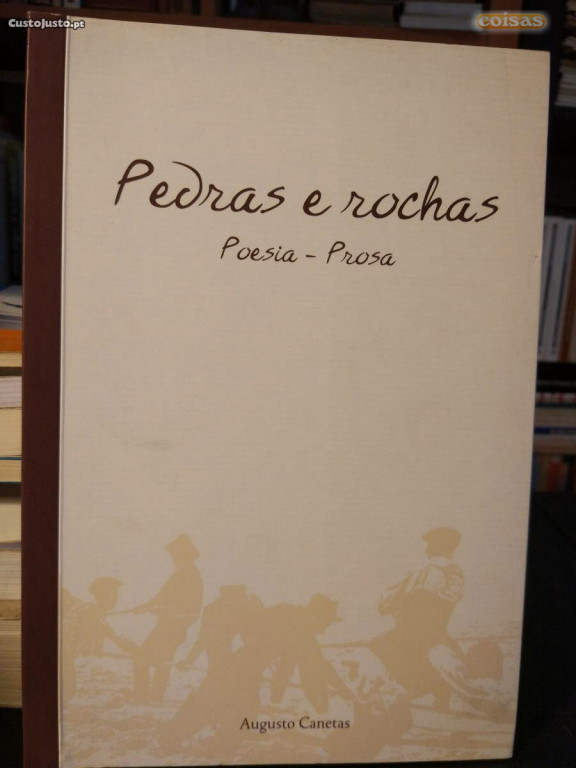 CustoJusto.pt
coisas
Pedras e rochas
Poesia - Prosa
Augusto Canetas